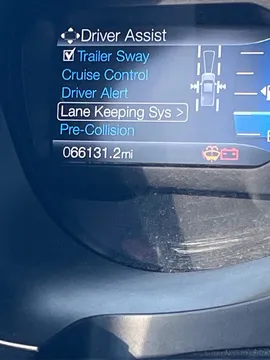 Driver Assist
Trailer Sway
Cruise Control
Driver Alert
Lane Keeping Sys >
Pre-Collision
066131.2mi